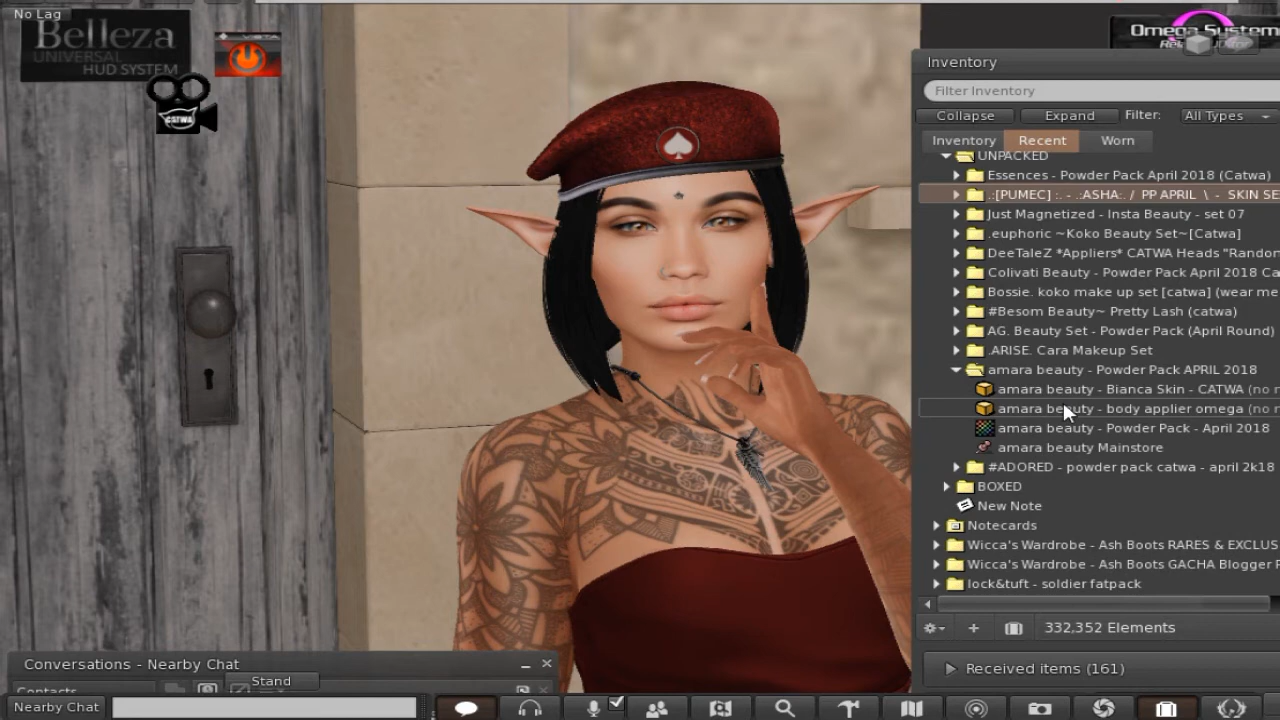 No Lag
Belleza
UNIVERSAL
HUD SYSTEM
VISTA
CATWA
Omega System
Inventory
Filter Inventory
Collapse
Expand
Filter:
All Types
Inventory
Recent
Worn
UNPACKED
Essences - Powder Pack April 2018 (Catwa)
.:[PUMEC] :. - .:ASHA:. / PP APRIL \ - SKIN SE
Just Magnetized - Insta Beauty - set 07
.euphoric ~Koko Beauty Set~[Catwa]
DeeTaleZ *Appliers* CATWA Heads "Random
Colivati Beauty - Powder Pack April 2018 Ca
Bossie. koko make up set [catwa] (wear me
#Besom Beauty~ Pretty Lash (catwa)
AG. Beauty Set - Powder Pack (April Round)
.ARISE. Cara Makeup Set
amara beauty - Powder Pack APRIL 2018
amara beauty - Bianca Skin - CATWA (no m
amara beauty - body applier omega (no m
amara beauty - Powder Pack - April 2018
amara beauty Mainstore
#ADORED - powder pack catwa - april 2k18
BOXED
New Note
Notecards
Wicca's Wardrobe - Ash Boots RARES & EXCLUS
Wicca's Wardrobe - Ash Boots GACHA Blogger P
lock&tuft - soldier fatpack
332,352 Elements
Received items (161)
Conversations - Nearby Chat
Contacts
Stand
Nearby Chat